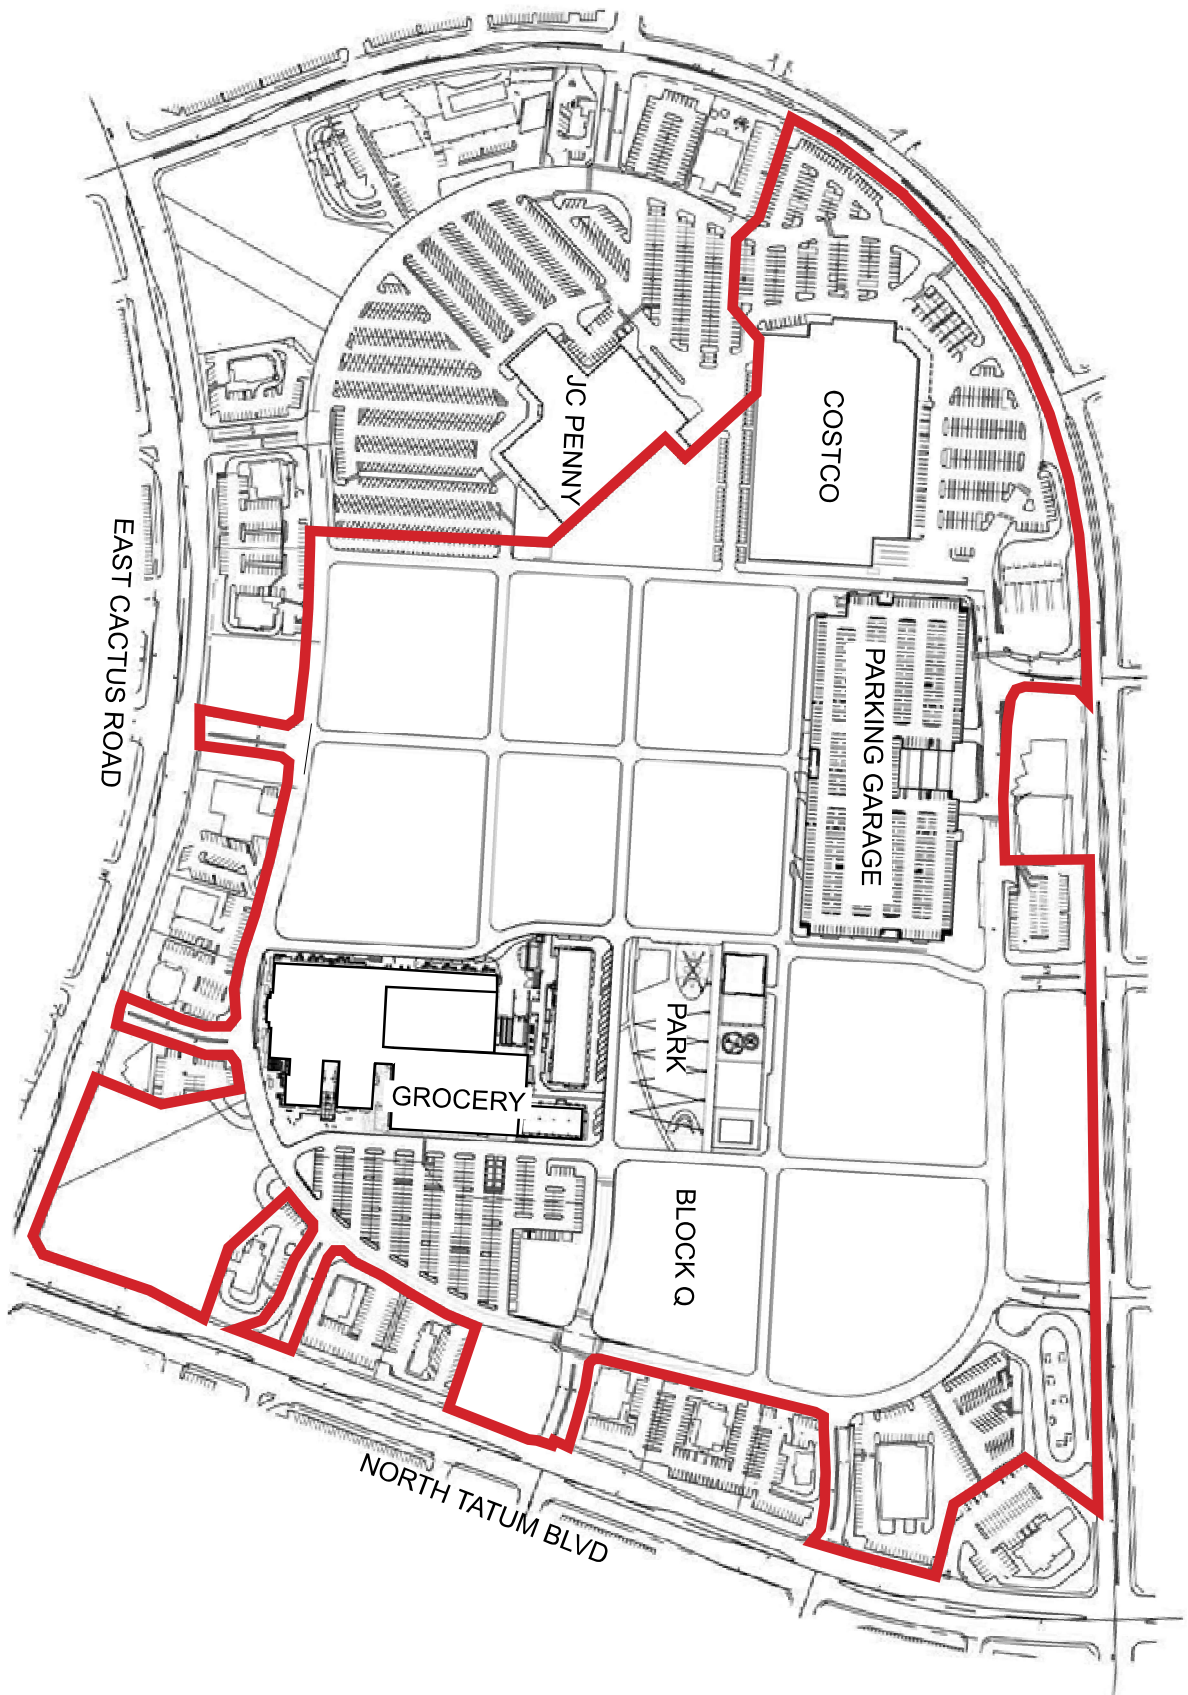 JC PENNY
COSTCO
EAST CACTUS ROAD
PARKING GARAGE
PARK
GROCERY
BLOCK Q
NORTH TATUM BLVD